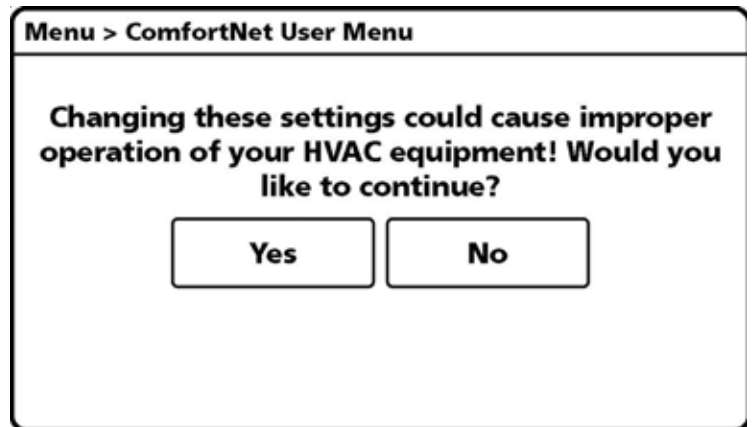 Menu > ComfortNet User Menu
Changing these settings could cause improper
operation of your HVAC equipment! Would you
like to continue?
Yes
No